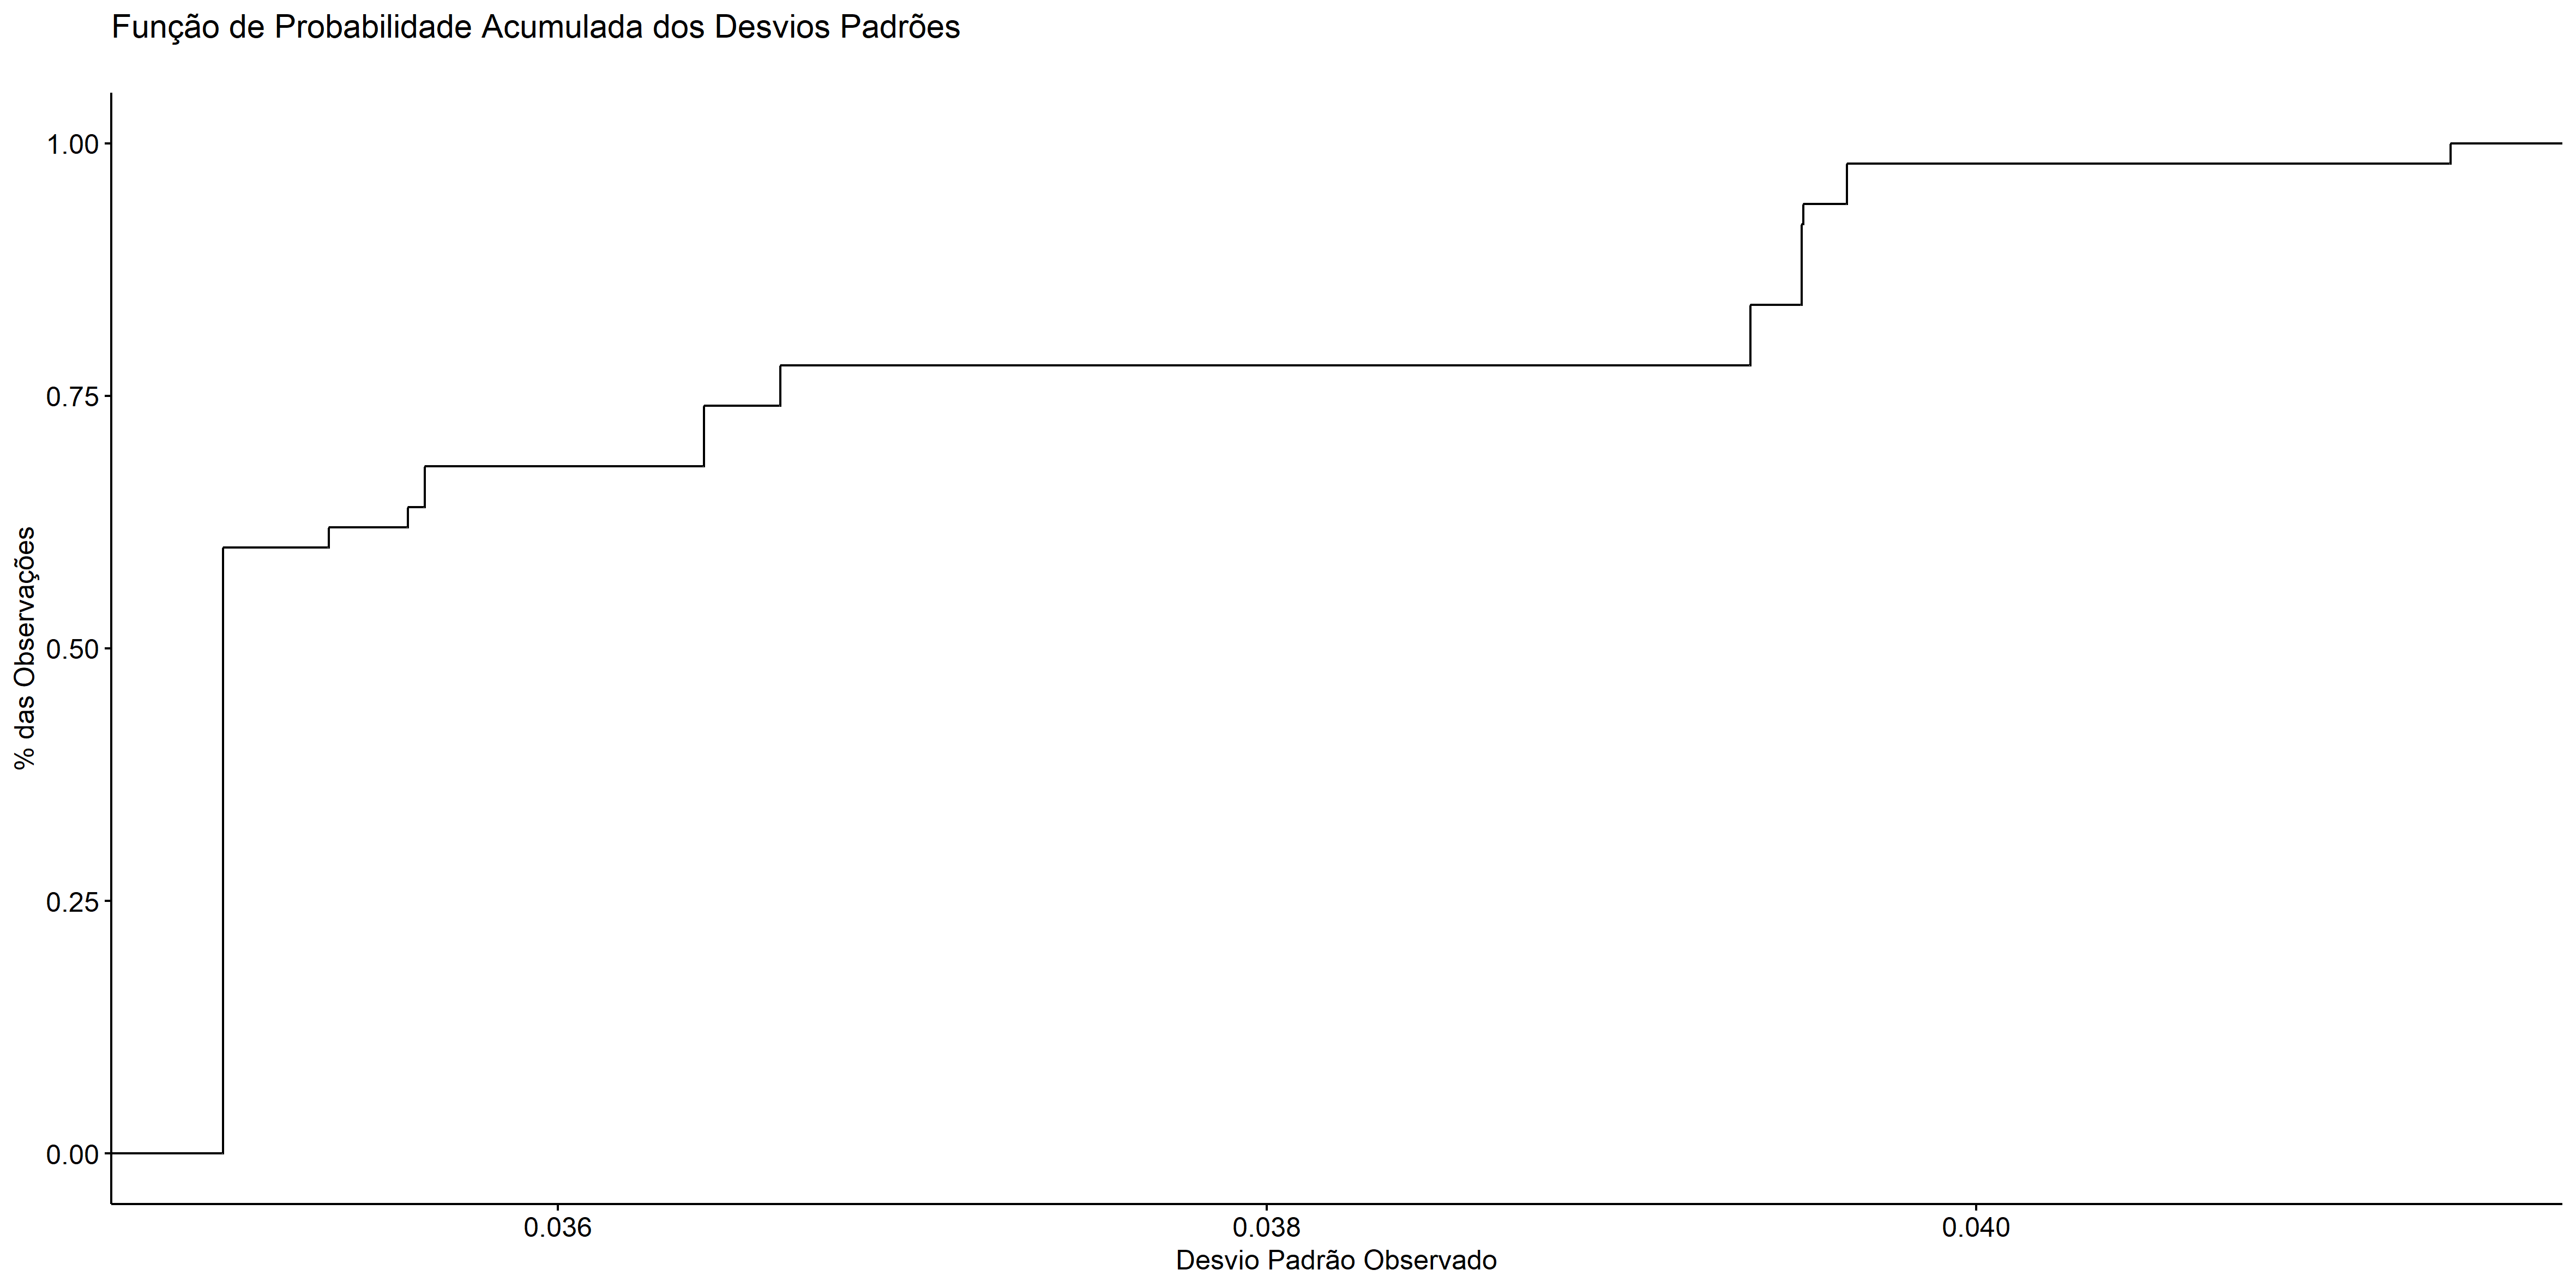 Função de Probabilidade Acumulada dos Desvios Padrões
1.00
0.75
0.50
0.25
0.00
% das Observações
0.036
0.038
0.040
Desvio Padrão Observado